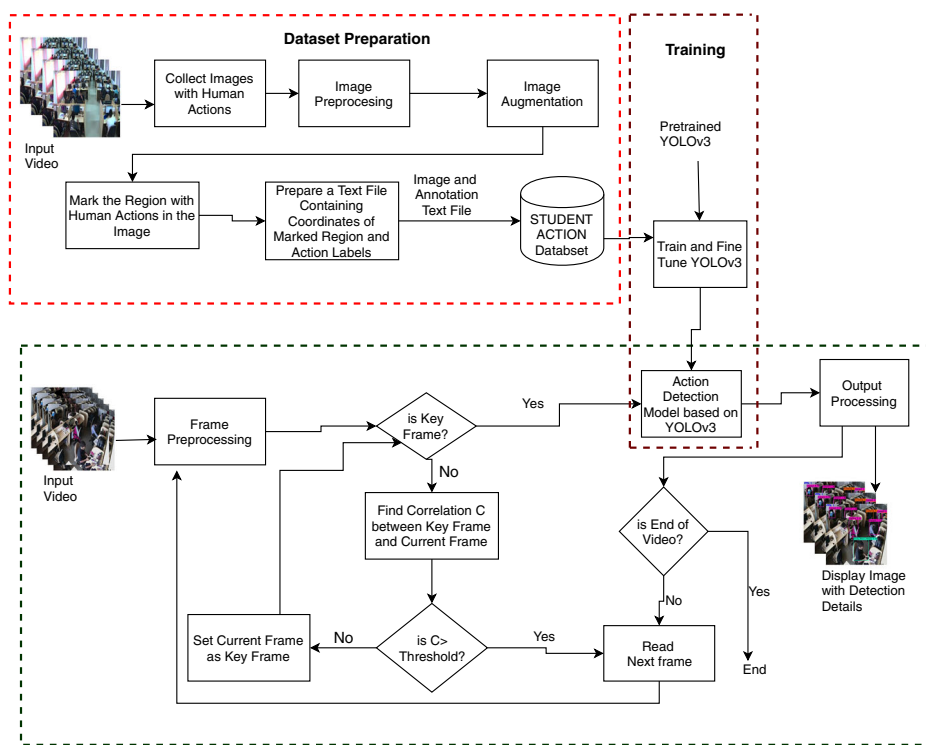 Dataset Preparation
Training
Input
Video
Collect Images
with Human
Actions
Image
Preprocesing
Image
Augmentation
Pretrained
YOLOv3
Mark the Region with
Human Actions in the
Image
Prepare a Text File
Containing
Coordinates of
Marked Region and
Action Labels
Image and
Annotation
Text File
STUDENT
ACTION
Databset
Train and Fine
Tune YOLOv3
Input
Video
Frame
Preprocessing
is Key
Frame?
Yes
Action
Detection
Model based on
YOLOv3
Output
Processing
No
Find Correlation C
between Key Frame
and Current Frame
is End of
Video?
Yes
No
Display Image
with Detection
Details
Set Current Frame
as Key Frame
No
is C>
Threshold?
Yes
Read
Next frame
End